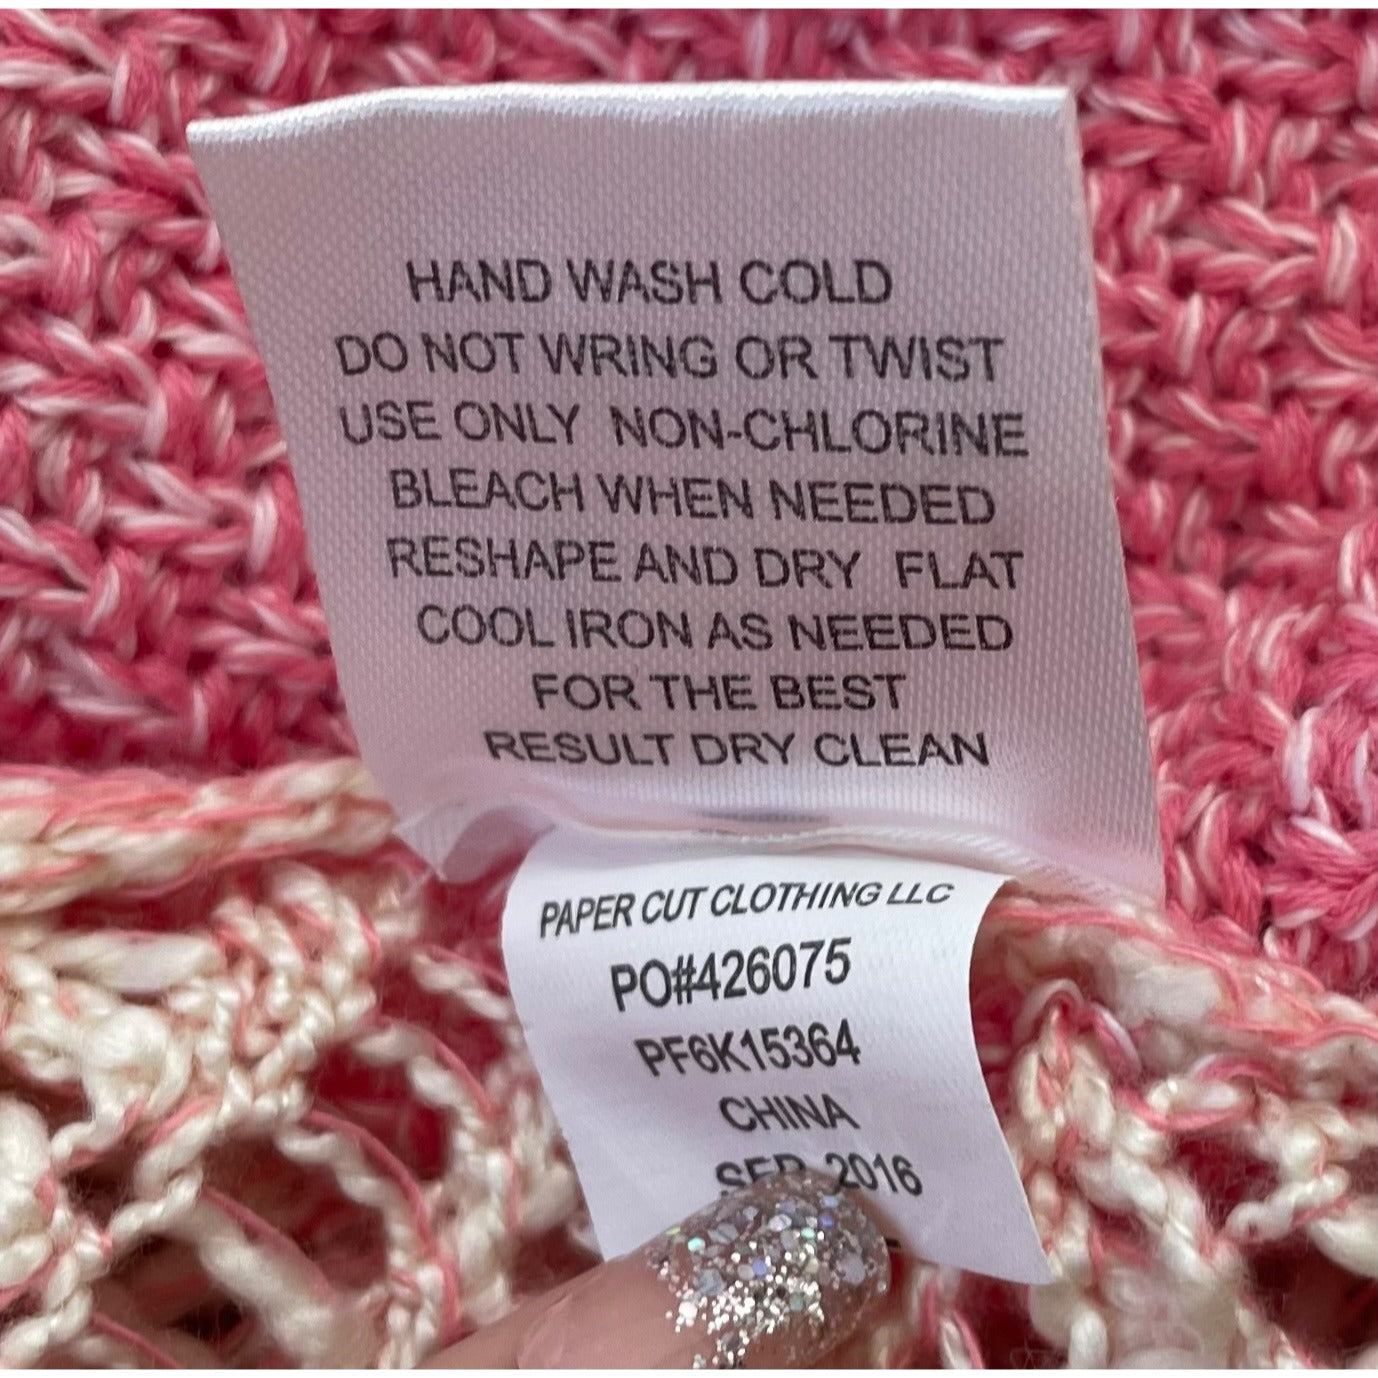 HAND WASH COLD
DO NOT WRING OR TWIST
USE ONLY NON-CHLORINE
BLEACH WHEN NEEDED
RESHAPE AND DRY FLAT
COOL IRON AS NEEDED
FOR THE BEST
RESULT DRY CLEAN
PAPER CUT CLOTHING LLC
PO#426075
PF6K15364
CHINA
SEP 2016